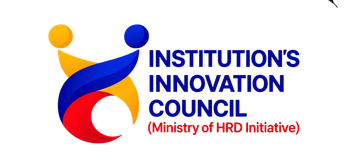 INSTITUTION'S
INNOVATION
COUNCIL
(Ministry of HRD Initiative)